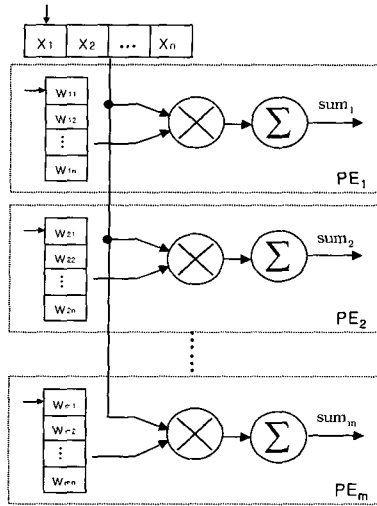 X1 X2 ... Xn
W11
W12
⋮
W1n
× Σ sum1
PE1
W21
W22
⋮
W2n
× Σ sum2
PE2
Wm1
Wm2
⋮
Wmn
× Σ summ
PEm